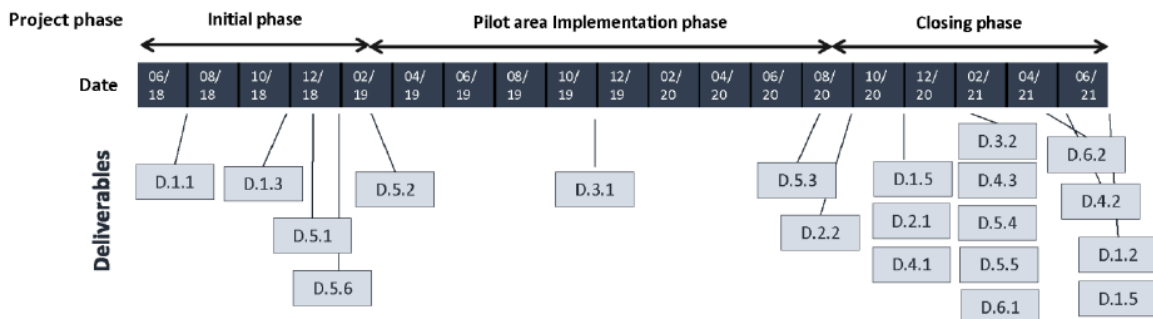 Project phase
Initial phase
Pilot area Implementation phase
Closing phase
Date
06/
18
08/
18
10/
18
12/
18
02/
19
04/
19
06/
19
08/
19
10/
19
12/
19
02/
20
04/
20
06/
20
08/
20
10/
20
12/
20
02/
21
04/
21
06/
21
Deliverables
D.1.1
D.1.3
D.5.1
D.5.6
D.5.2
D.3.1
D.5.3
D.2.2
D.1.5
D.2.1
D.4.1
D.3.2
D.4.3
D.5.4
D.5.5
D.6.1
D.6.2
D.4.2
D.1.2
D.1.5